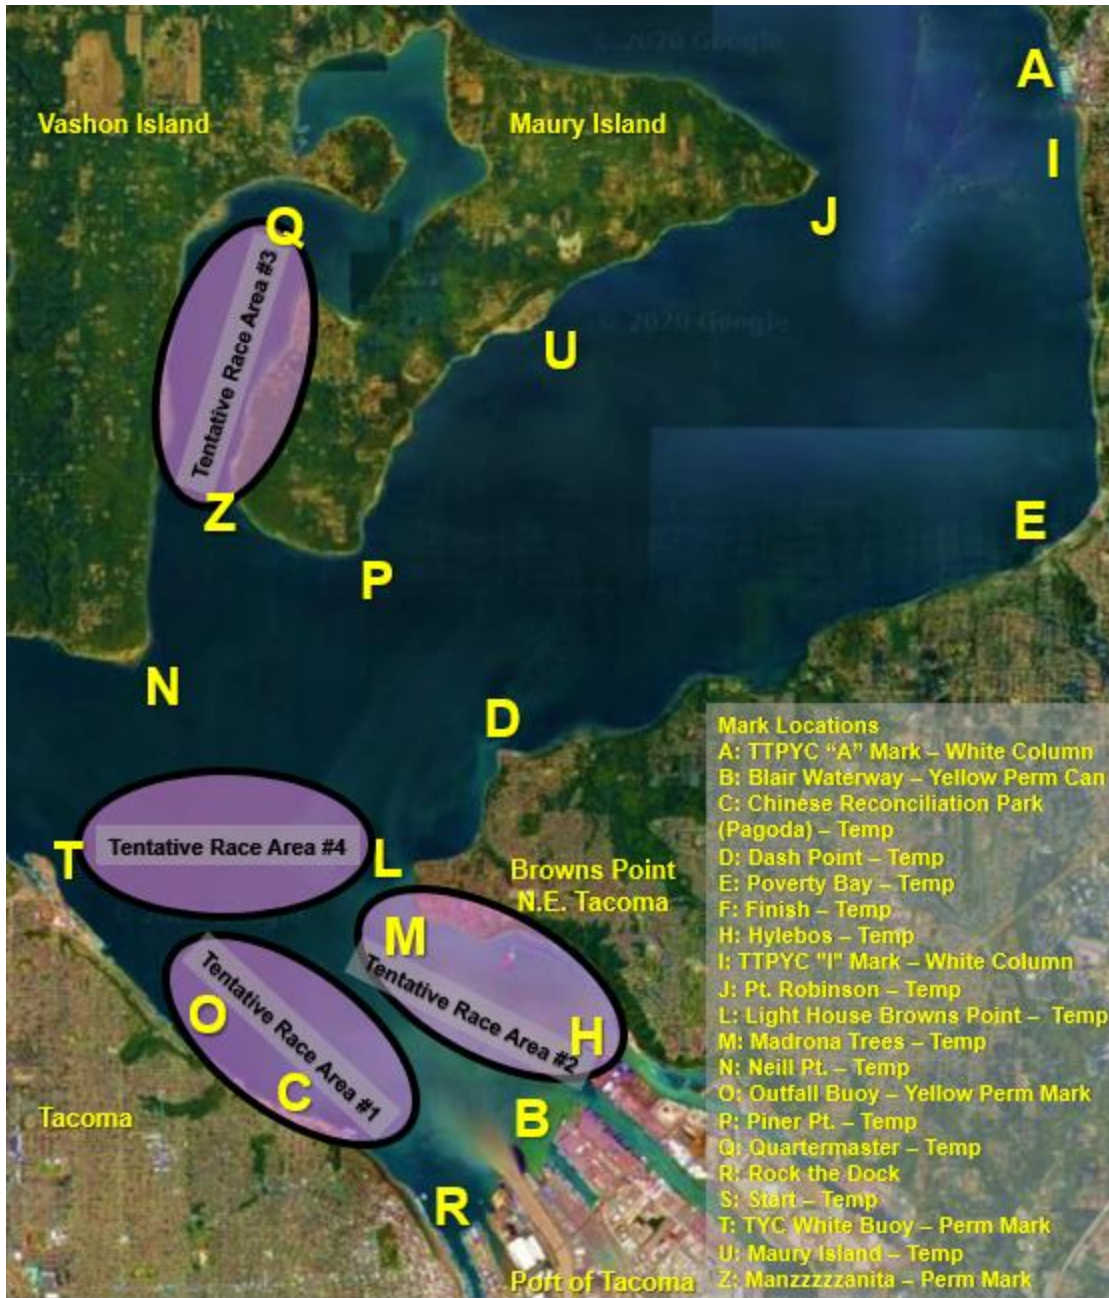 © 2020 Google
A
Vashon Island
Maury Island
I
J
Q
Tentative Race Area #3
© 2020 Google
U
Z
E
P
N
D
Mark Locations
A: TTPYC “A” Mark – White Column
B: Blair Waterway – Yellow Perm Can
C: Chinese Reconciliation Park
(Pagoda) – Temp
D: Dash Point – Temp
E: Poverty Bay – Temp
F: Finish – Temp
H: Hylebos – Temp
I: TTPYC "I" Mark – White Column
J: Pt. Robinson – Temp
L: Light House Browns Point – Temp
M: Madrona Trees – Temp
N: Neill Pt. – Temp
O: Outfall Buoy – Yellow Perm Mark
P: Piner Pt. – Temp
Q: Quartermaster – Temp
R: Rock the Dock
S: Start – Temp
T: TYC White Buoy – Perm Mark
U: Maury Island – Temp
Z: Manzzzzzanita – Perm Mark
T
Tentative Race Area #4
L
Browns Point
N.E. Tacoma
M
Tentative Race Area #2
H
O
Tentative Race Area #1
C
Tacoma
B
R
Port of Tacoma